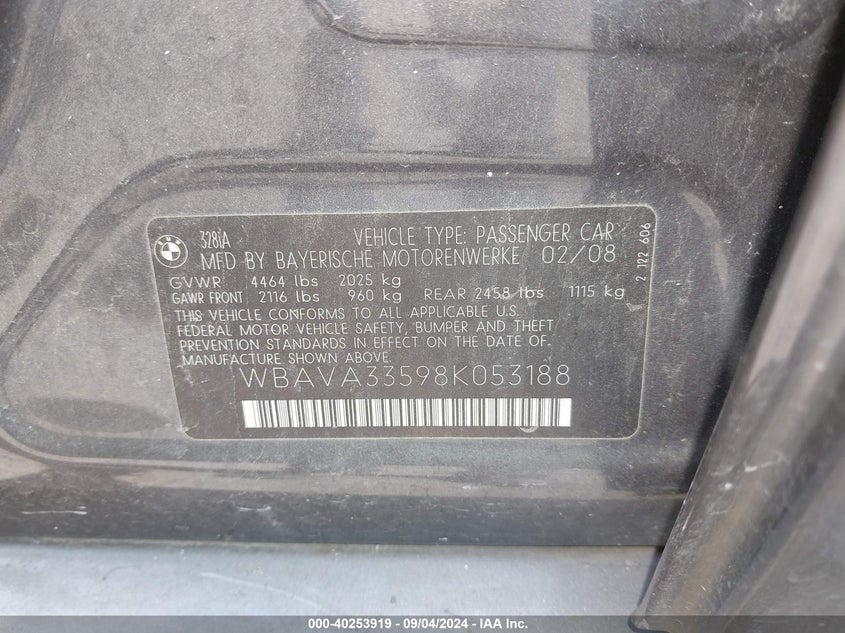 328iA VEHICLE TYPE: PASSENGER CAR
MFD BY BAYERISCHE MOTORENWERKE 02/08
GVWR 4464 lbs 2025 kg
GAWR FRONT 2116 lbs 960 kg REAR 2458 lbs 1115 kg
THIS VEHICLE CONFORMS TO ALL APPLICABLE U.S.
FEDERAL MOTOR VEHICLE SAFETY, BUMPER AND THEFT
PREVENTION STANDARDS IN EFFECT ON THE DATE OF
MANUFACTURE SHOWN ABOVE.
WBAVA33598K053188
2 122 606
000-40253919 - 09/04/2024 - IAA Inc.